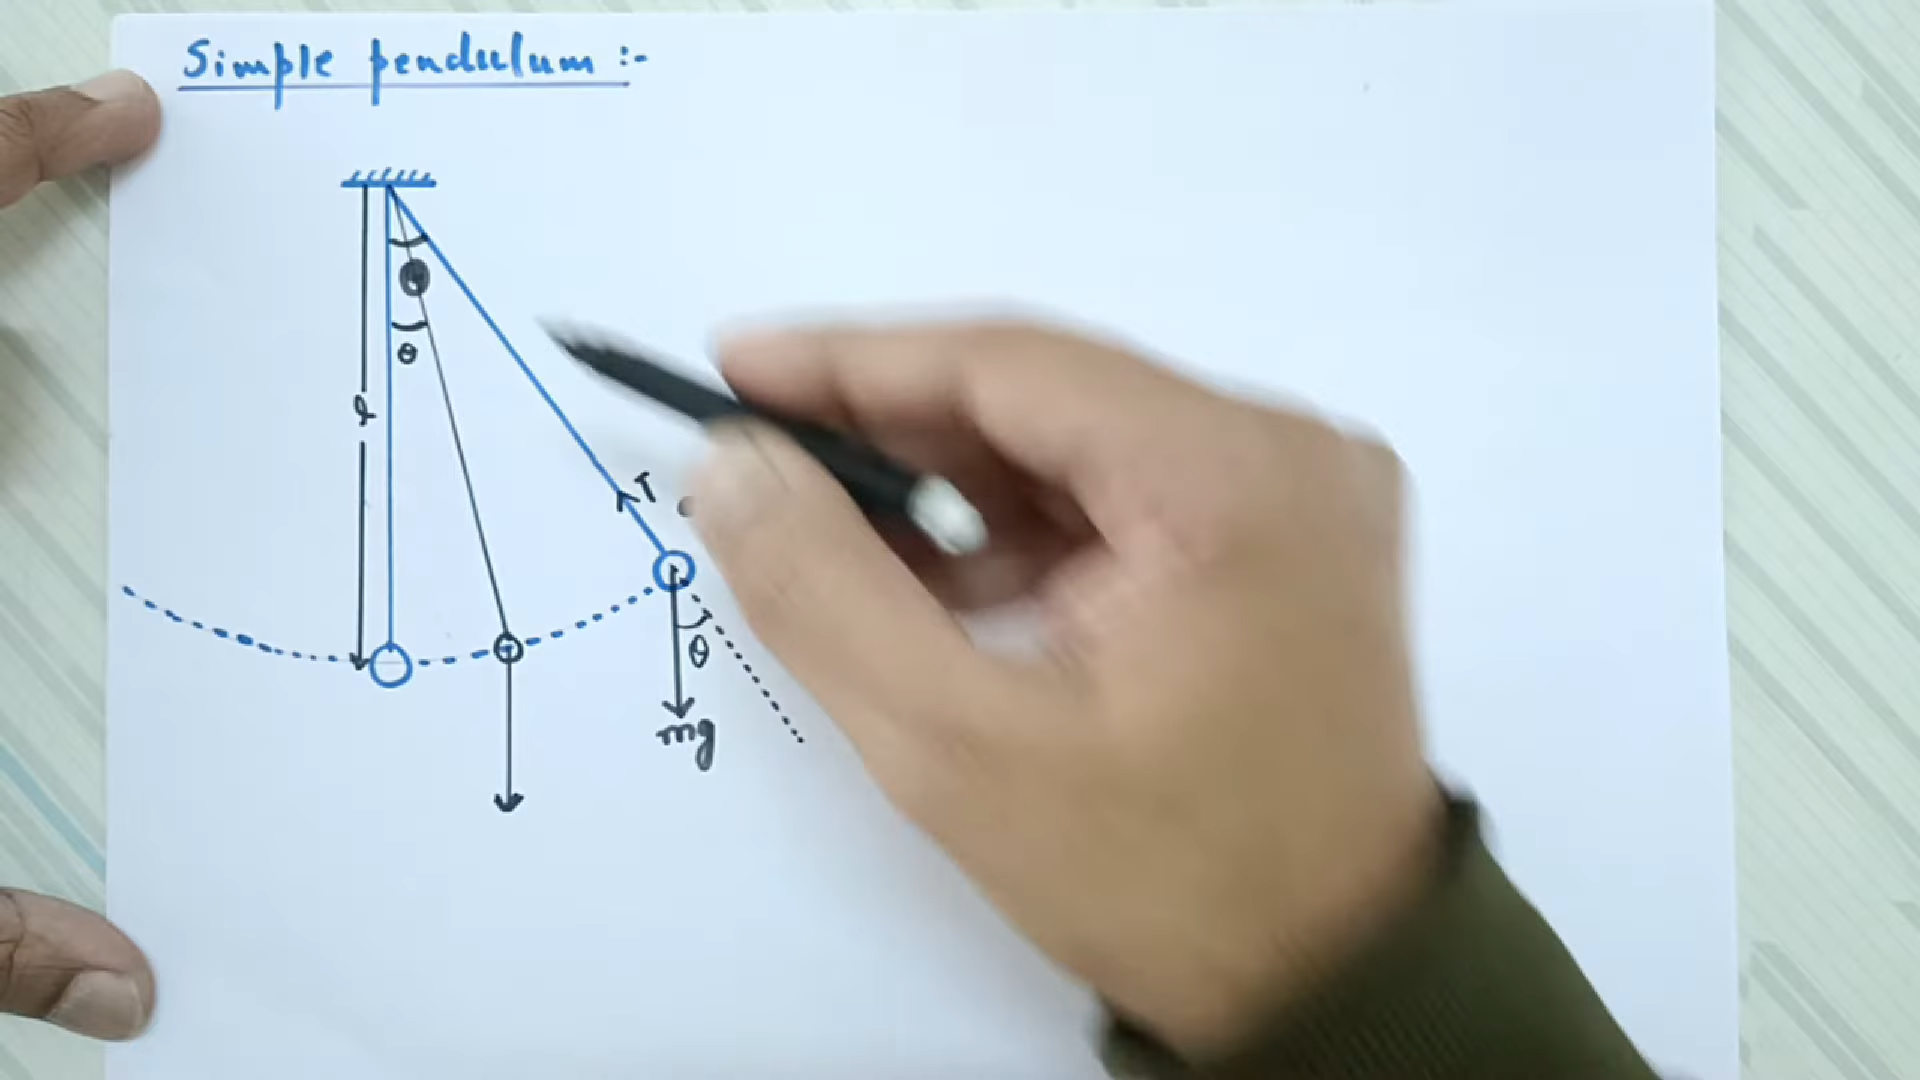 Simple pendulum :-
θ
l
T
θ
mg